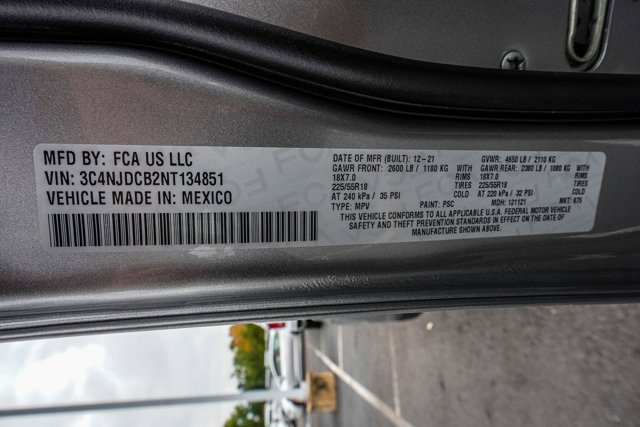 MFD BY: FCA US LLC
VIN: 3C4NJDCB2NT134851
VEHICLE MADE IN: MEXICO
DATE OF MFR (BUILT): 12-21 GVWR: 4650 LB / 2110 KG
GAWR FRONT: 2600 LB / 1180 KG WITH GAWR REAR: 2380 LB / 1080 KG WITH
18X7.0 RIMS 18X7.0 RIMS
225/55R18 TIRES 225/55R18 TIRES
AT 240 kPa / 35 PSI COLD AT 220 kPa / 32 PSI COLD
TYPE: MPV PAINT: PSC MDH: 121121 MKT: 875
THIS VEHICLE CONFORMS TO ALL APPLICABLE U.S.A. FEDERAL MOTOR VEHICLE
SAFETY AND THEFT PREVENTION STANDARDS IN EFFECT ON THE DATE OF
MANUFACTURE SHOWN ABOVE.